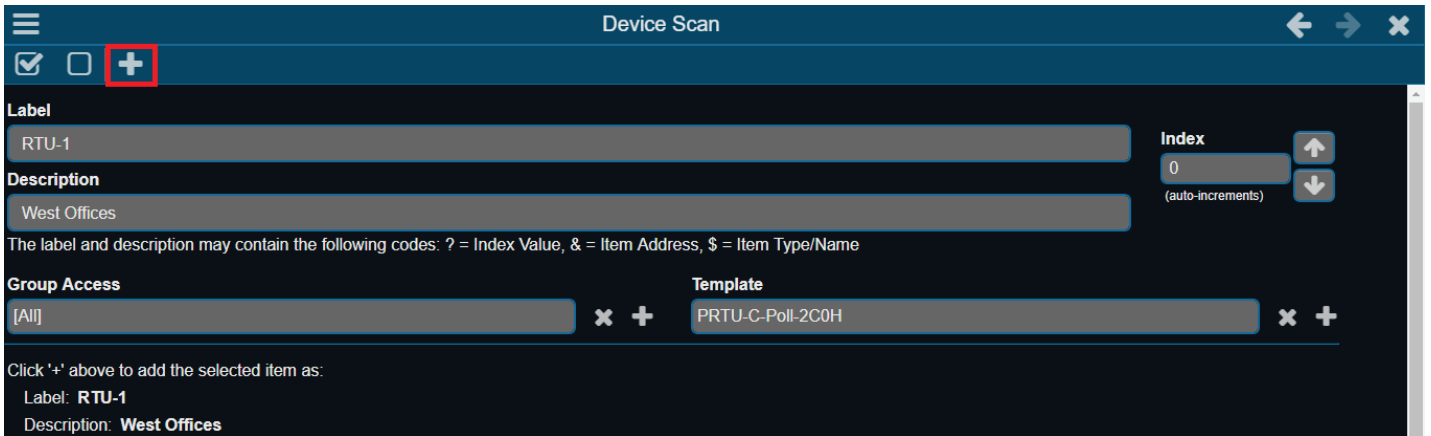 Device Scan
Label
RTU-1
Index
0
(auto-increments)
Description
West Offices
The label and description may contain the following codes: ? = Index Value, & = Item Address, $ = Item Type/Name
Group Access
Template
[All]
PRTU-C-Poll-2C0H
Click '+' above to add the selected item as:
Label: RTU-1
Description: West Offices